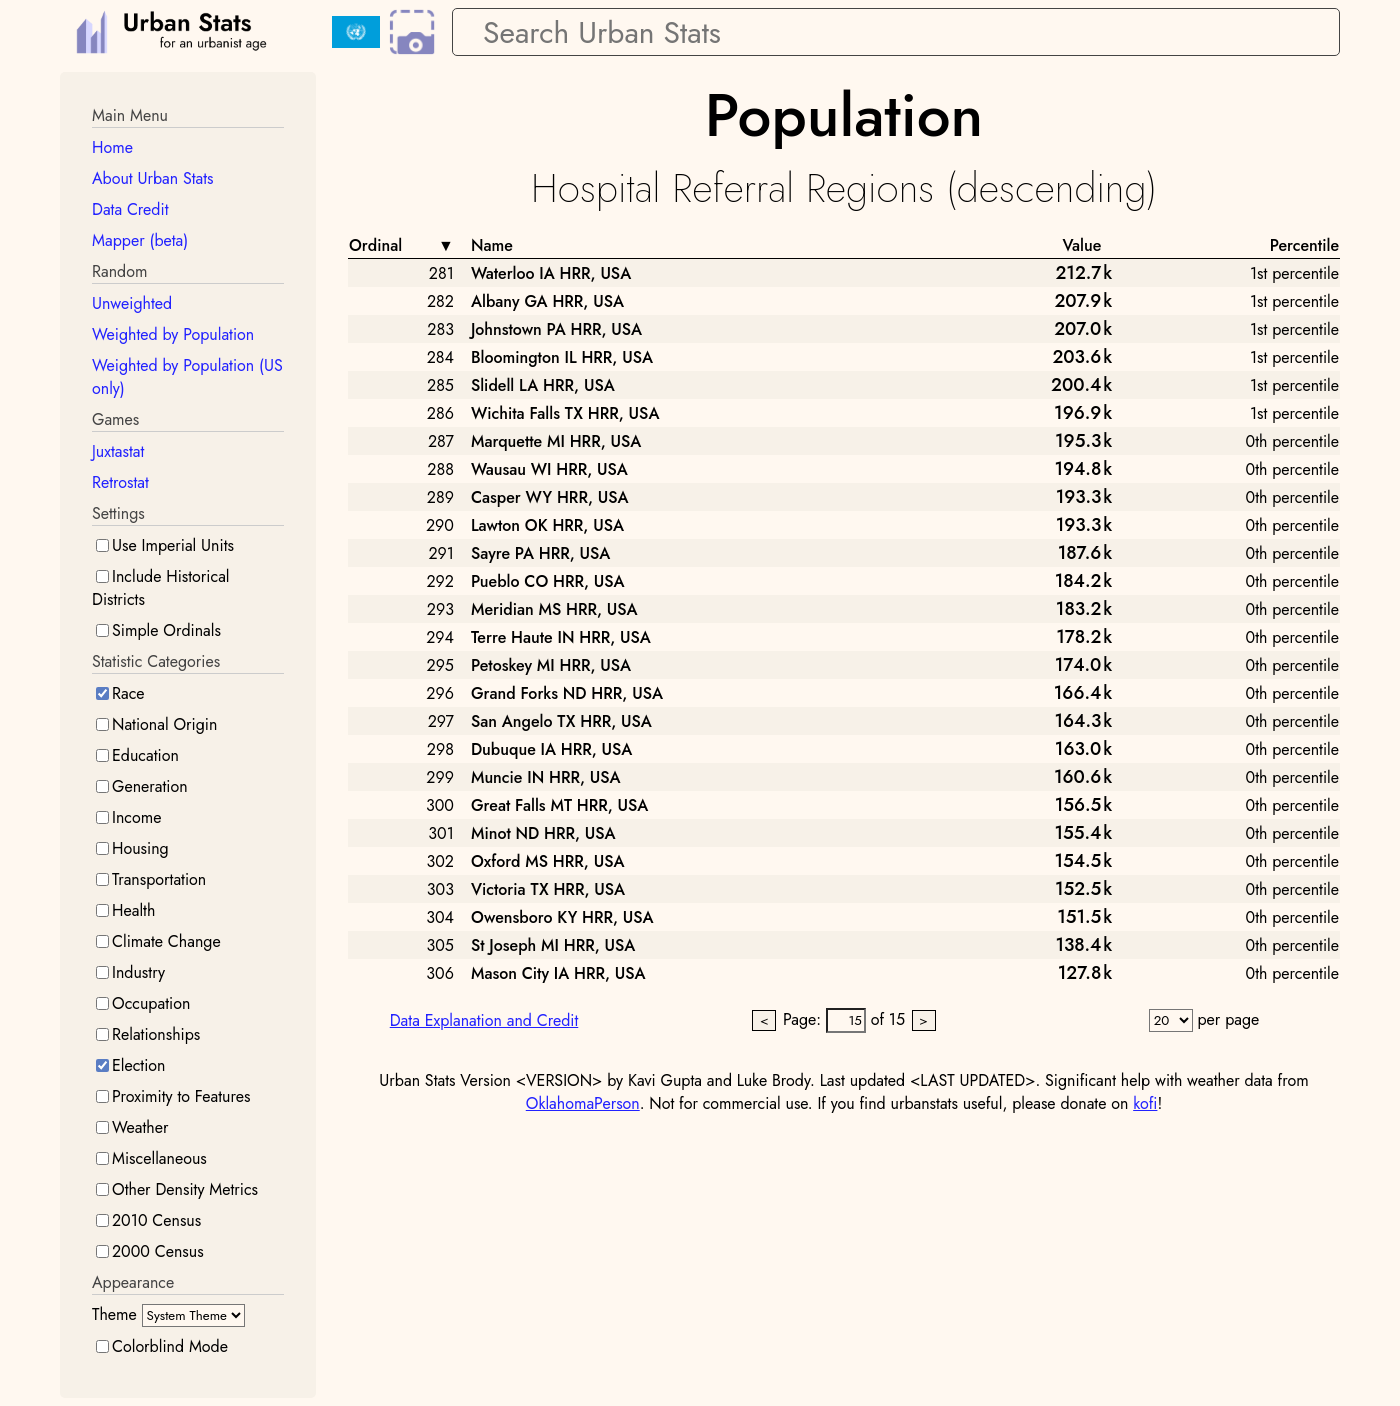 Urban Stats
for an urbanist age
Search Urban Stats
Main Menu
Home
About Urban Stats
Data Credit
Mapper (beta)
Random
Unweighted
Weighted by Population
Weighted by Population (US
only)
Games
Juxtastat
Retrostat
Settings
Use Imperial Units
Include Historical
Districts
Simple Ordinals
Statistic Categories
Race
National Origin
Education
Generation
Income
Housing
Transportation
Health
Climate Change
Industry
Occupation
Relationships
Election
Proximity to Features
Weather
Miscellaneous
Other Density Metrics
2010 Census
2000 Census
Appearance
Theme System Theme
Colorblind Mode
Population
Hospital Referral Regions (descending)
Ordinal ▼ Name Value Percentile
281 Waterloo IA HRR, USA 212.7k 1st percentile
282 Albany GA HRR, USA 207.9k 1st percentile
283 Johnstown PA HRR, USA 207.0k 1st percentile
284 Bloomington IL HRR, USA 203.6k 1st percentile
285 Slidell LA HRR, USA 200.4k 1st percentile
286 Wichita Falls TX HRR, USA 196.9k 1st percentile
287 Marquette MI HRR, USA 195.3k 0th percentile
288 Wausau WI HRR, USA 194.8k 0th percentile
289 Casper WY HRR, USA 193.3k 0th percentile
290 Lawton OK HRR, USA 193.3k 0th percentile
291 Sayre PA HRR, USA 187.6k 0th percentile
292 Pueblo CO HRR, USA 184.2k 0th percentile
293 Meridian MS HRR, USA 183.2k 0th percentile
294 Terre Haute IN HRR, USA 178.2k 0th percentile
295 Petoskey MI HRR, USA 174.0k 0th percentile
296 Grand Forks ND HRR, USA 166.4k 0th percentile
297 San Angelo TX HRR, USA 164.3k 0th percentile
298 Dubuque IA HRR, USA 163.0k 0th percentile
299 Muncie IN HRR, USA 160.6k 0th percentile
300 Great Falls MT HRR, USA 156.5k 0th percentile
301 Minot ND HRR, USA 155.4k 0th percentile
302 Oxford MS HRR, USA 154.5k 0th percentile
303 Victoria TX HRR, USA 152.5k 0th percentile
304 Owensboro KY HRR, USA 151.5k 0th percentile
305 St Joseph MI HRR, USA 138.4k 0th percentile
306 Mason City IA HRR, USA 127.8k 0th percentile
Data Explanation and Credit < Page: 15 of 15 > 20 per page
Urban Stats Version <VERSION> by Kavi Gupta and Luke Brody. Last updated <LAST UPDATED>. Significant help with weather data from
OklahomaPerson. Not for commercial use. If you find urbanstats useful, please donate on kofi!